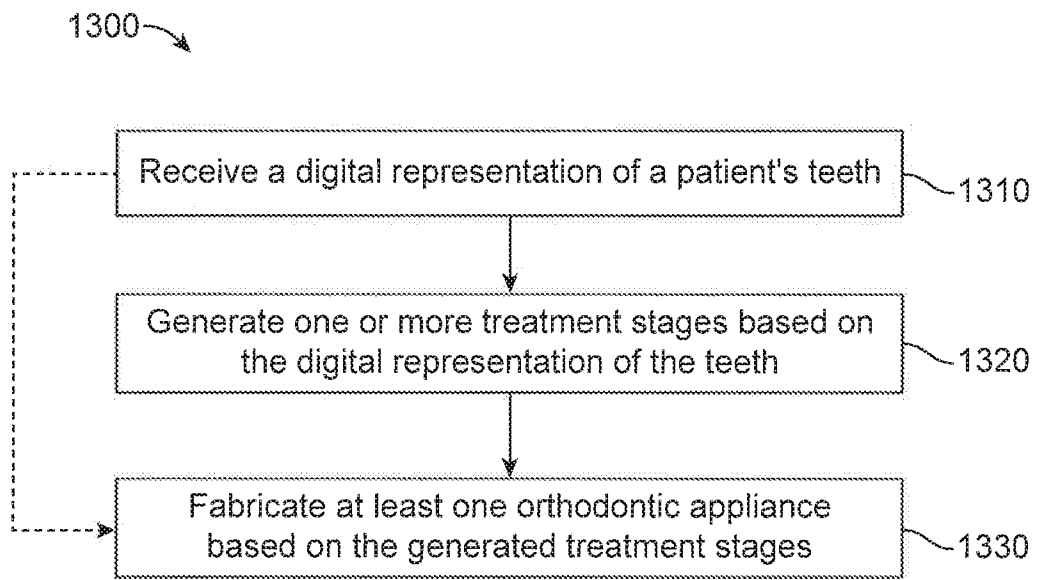 1300
Receive a digital representation of a patient's teeth
1310
Generate one or more treatment stages based on
the digital representation of the teeth
1320
Fabricate at least one orthodontic appliance
based on the generated treatment stages
1330